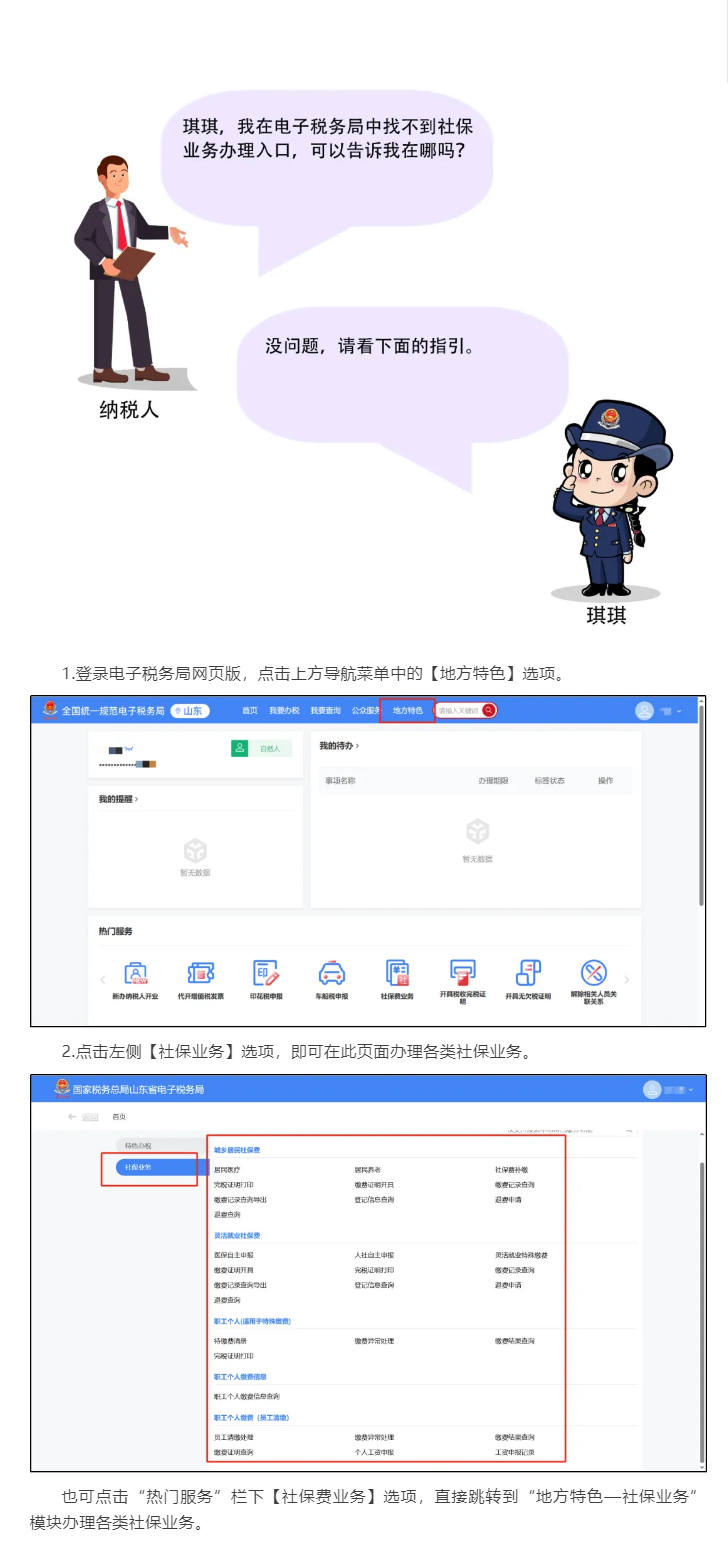 琪琪，我在电子税务局中找不到社保
业务办理入口，可以告诉我在哪吗？
没问题，请看下面的指引。
纳税人
琪琪
1.登录电子税务局网页版，点击上方导航菜单中的【地方特色】选项。
全国统一规范电子税务局 山东 首页 我要办税 我要查询 公众服务 地方特色 请输入关键词
自然人
我的待办 ›
事项名称 办理期限 标签状态 操作
我的提醒 ›
暂无数据
暂无数据
热门服务
新办纳税人开业 代开增值税发票 印花税申报 车船税申报 社保费业务 开具税收完税证明 开具无欠税证明 解除相关人员关联关系
2.点击左侧【社保业务】选项，即可在此页面办理各类社保业务。
国家税务总局山东省电子税务局
← 返回 首页
特色办税
社保业务
城乡居民社保费
居民医疗 居民养老 社保费补缴
完税证明打印 缴费证明开具 缴费记录查询
缴费记录查询导出 登记信息查询 退费申请
退费查询
灵活就业社保费
医保自主申报 人社自主申报 灵活就业特殊缴费
缴费证明开具 完税证明打印 缴费记录查询
缴费记录查询导出 登记信息查询 退费申请
退费查询
职工个人(适用于特殊缴费)
待缴费清册 缴费异常处理 缴费结果查询
完税证明打印
职工个人缴费信息
职工个人缴费信息查询
职工个人缴费（员工清缴）
员工清缴处理 缴费异常处理 缴费结果查询
缴费证明查询 个人工资申报 工资申报记录
也可点击“热门服务”栏下【社保费业务】选项，直接跳转到“地方特色—社保业务”
模块办理各类社保业务。